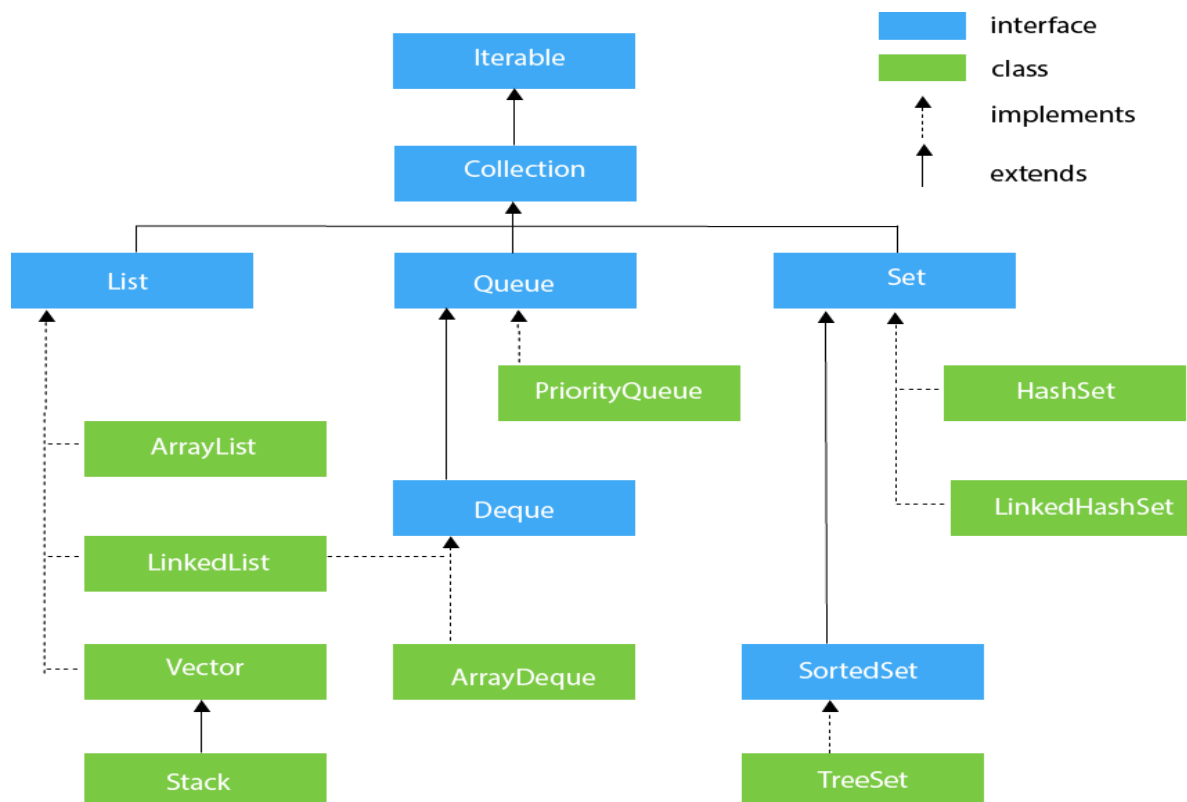 interface
Iterable
class
implements
Collection
extends
List
Queue
Set
PriorityQueue
HashSet
ArrayList
Deque
LinkedHashSet
LinkedList
Vector
ArrayDeque
SortedSet
Stack
TreeSet